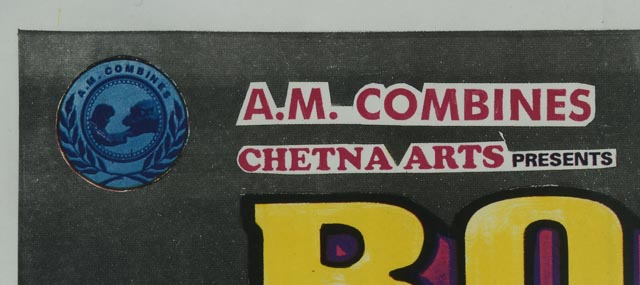 A.M. COMBINES
A.M. COMBINES
CHETNA ARTS PRESENTS